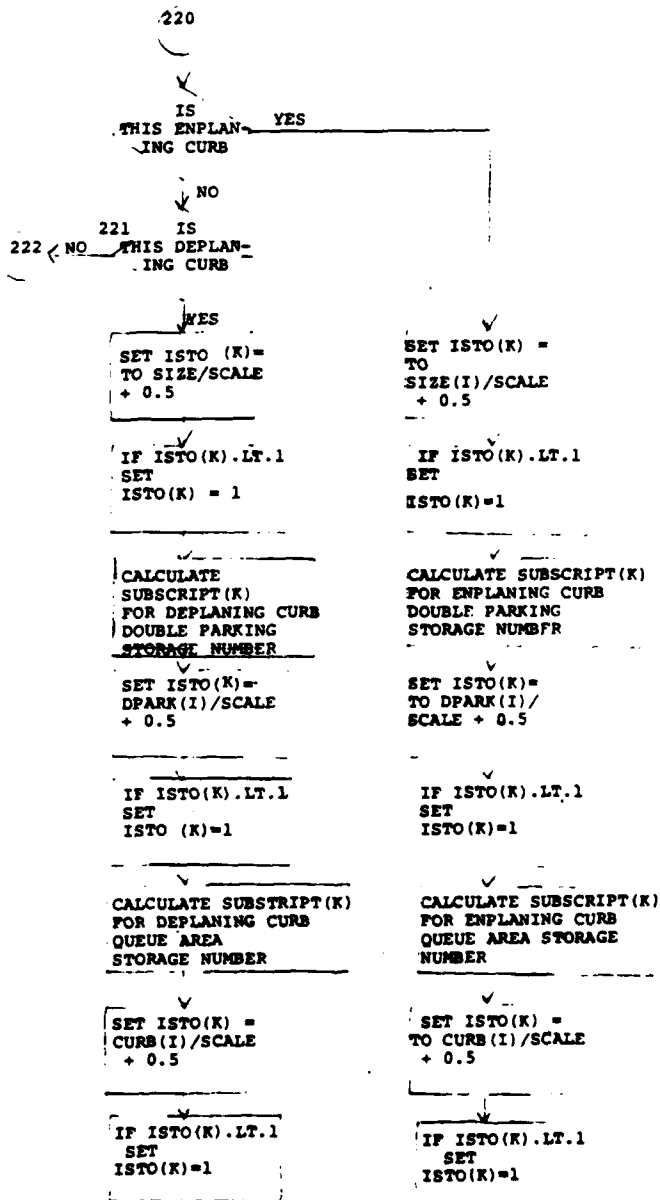 220
IS
THIS ENPLAN-
ING CURB
YES
NO
221
IS
THIS DEPLAN-
ING CURB
222
NO
YES
SET ISTO (K)=
TO SIZE/SCALE
+ 0.5
IF ISTO(K).LT.1
SET
ISTO(K) = 1
CALCULATE
SUBSCRIPT(K)
FOR DEPLANING CURB
DOUBLE PARKING
STORAGE NUMBER
SET ISTO(K)=
DPARK(I)/SCALE
+ 0.5
IF ISTO(K).LT.1
SET
ISTO (K)=1
CALCULATE SUBSTRIPT(K)
FOR DEPLANING CURB
QUEUE AREA
STORAGE NUMBER
SET ISTO(K) =
CURB(I)/SCALE
+ 0.5
IF ISTO(K).LT.1
SET
ISTO(K)=1
SET ISTO(K) =
TO
SIZE(I)/SCALE
+ 0.5
IF ISTO(K).LT.1
SET
ISTO(K)=1
CALCULATE SUBSCRIPT(K)
FOR ENPLANING CURB
DOUBLE PARKING
STORAGE NUMBER
SET ISTO(K)=
TO DPARK(I)/
SCALE + 0.5
IF ISTO(K).LT.1
SET
ISTO(K)=1
CALCULATE SUBSCRIPT(K)
FOR ENPLANING CURB
QUEUE AREA STORAGE
NUMBER
SET ISTO(K) =
TO CURB(I)/SCALE
+ 0.5
IF ISTO(K).LT.1
SET
ISTO(K)=1